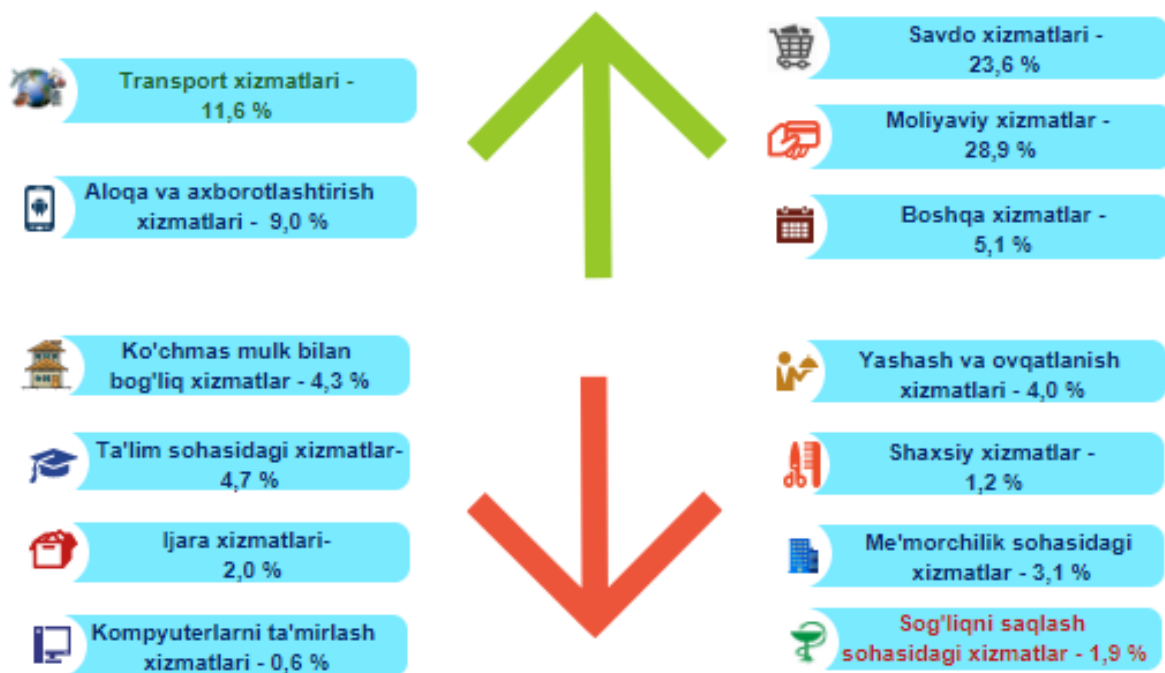 Transport xizmatlari -
11,6 %
Aloqa va axborotlashtirish
xizmatlari - 9,0 %
Savdo xizmatlari -
23,6 %
Moliyaviy xizmatlar -
28,9 %
Boshqa xizmatlar -
5,1 %
Ko'chmas mulk bilan
bog'liq xizmatlar - 4,3 %
Ta'lim sohasidagi xizmatlar-
4,7 %
Ijara xizmatlari-
2,0 %
Kompyuterlarni ta'mirlash
xizmatlari - 0,6 %
Yashash va ovqatlanish
xizmatlari - 4,0 %
Shaxsiy xizmatlar -
1,2 %
Me'morchilik sohasidagi
xizmatlar - 3,1 %
Sog'liqni saqlash
sohasidagi xizmatlar - 1,9 %